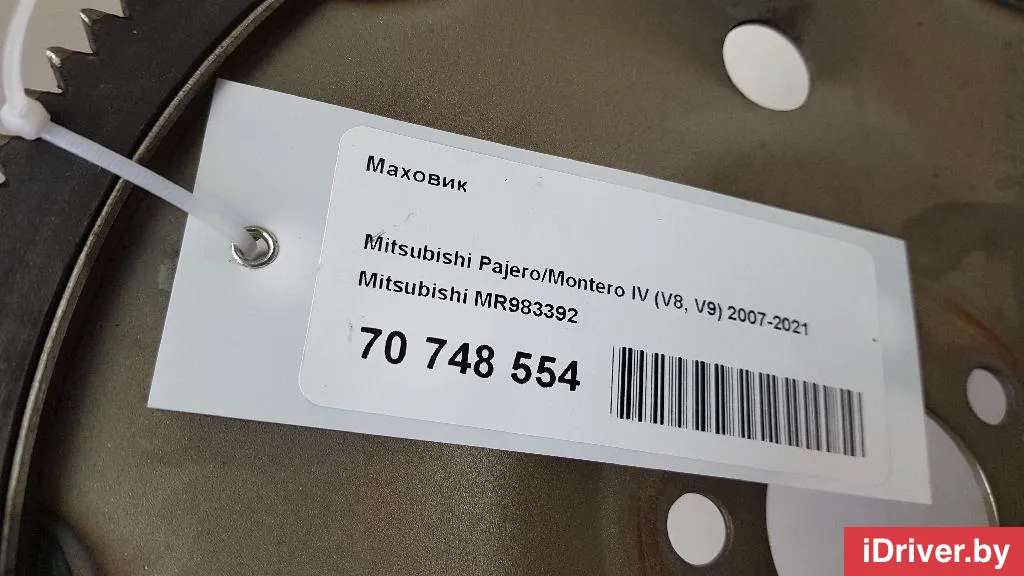 Маховик
Mitsubishi Pajero/Montero IV (V8, V9) 2007-2021
Mitsubishi MR983392
70 748 554
iDriver.by